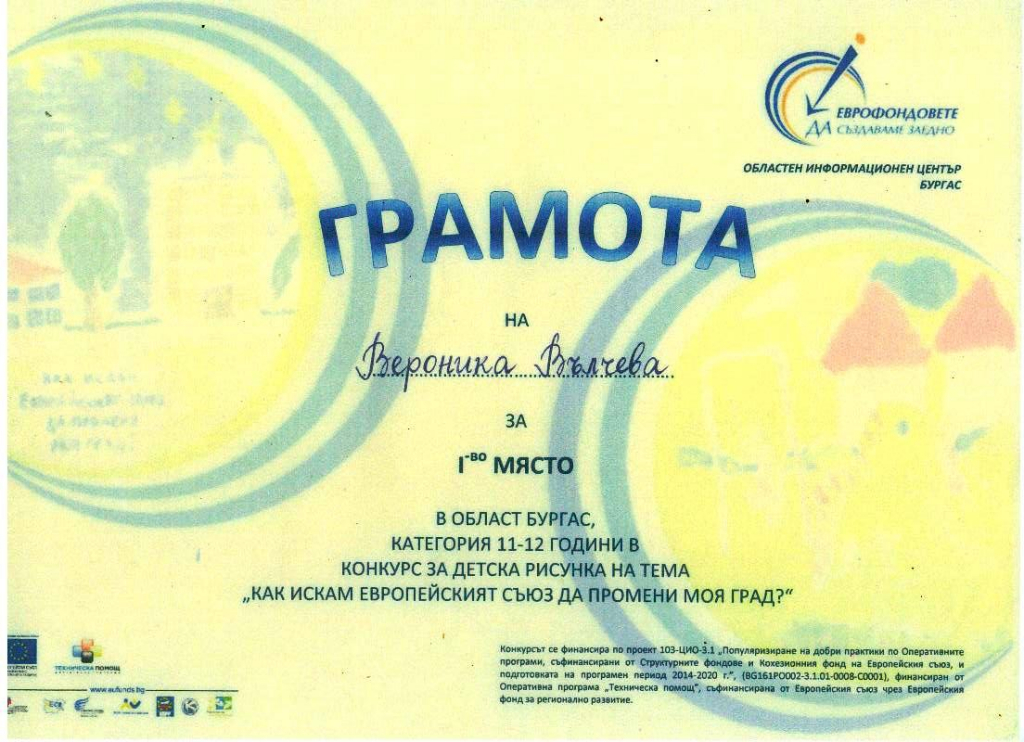 ЕВРОФОНДОВЕТЕ
ДА СЪЗДАВАМЕ ЗАЕДНО
ОБЛАСТЕН ИНФОРМАЦИОНЕН ЦЕНТЪР
БУРГАС
ГРАМОТА
НА
Вероника Вълчева
ЗА
I-во МЯСТО
В ОБЛАСТ БУРГАС,
КАТЕГОРИЯ 11-12 ГОДИНИ В
КОНКУРС ЗА ДЕТСКА РИСУНКА НА ТЕМА
„КАК ИСКАМ ЕВРОПЕЙСКИЯТ СЪЮЗ ДА ПРОМЕНИ МОЯ ГРАД?“
ТЕХНИЧЕСКА ПОМОЩ
www.eufunds.bg
Конкурсът се финансира по проект 103-ЦИО-3.1 „Популяризиране на добри практики по Оперативните
програми, съфинансирани от Структурните фондове и Кохезионния фонд на Европейския съюз, и
подготовката на програмен период 2014-2020 г.", (BG161PO002-3.1.01-0008-C0001), финансиран от
Оперативна програма „Техническа помощ", съфинансирана от Европейския съюз чрез Европейския
фонд за регионално развитие.